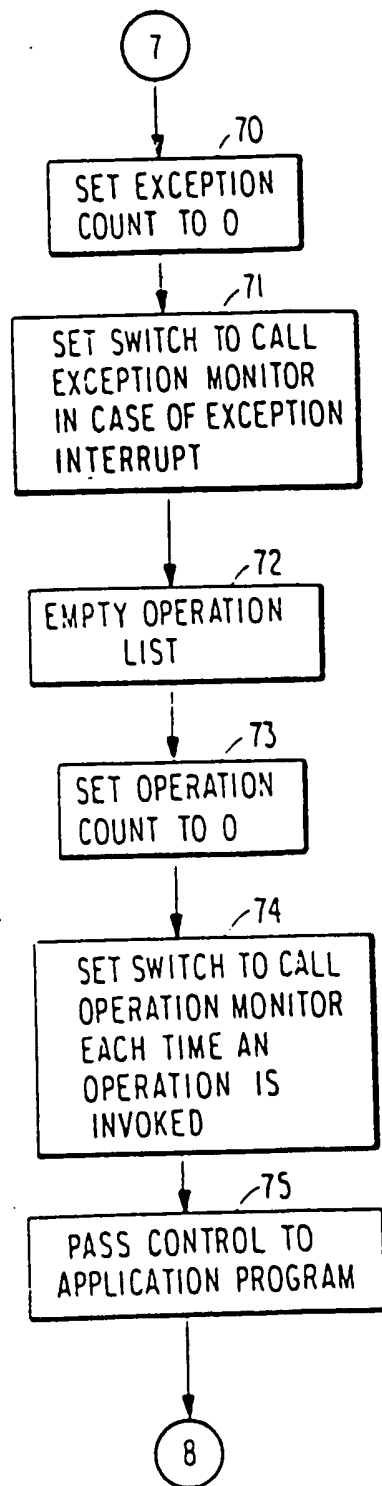 7
70
SET EXCEPTION
COUNT TO 0
71
SET SWITCH TO CALL
EXCEPTION MONITOR
IN CASE OF EXCEPTION
INTERRUPT
72
EMPTY OPERATION
LIST
73
SET OPERATION
COUNT TO 0
74
SET SWITCH TO CALL
OPERATION MONITOR
EACH TIME AN
OPERATION IS
INVOKED
75
PASS CONTROL TO
APPLICATION PROGRAM
8